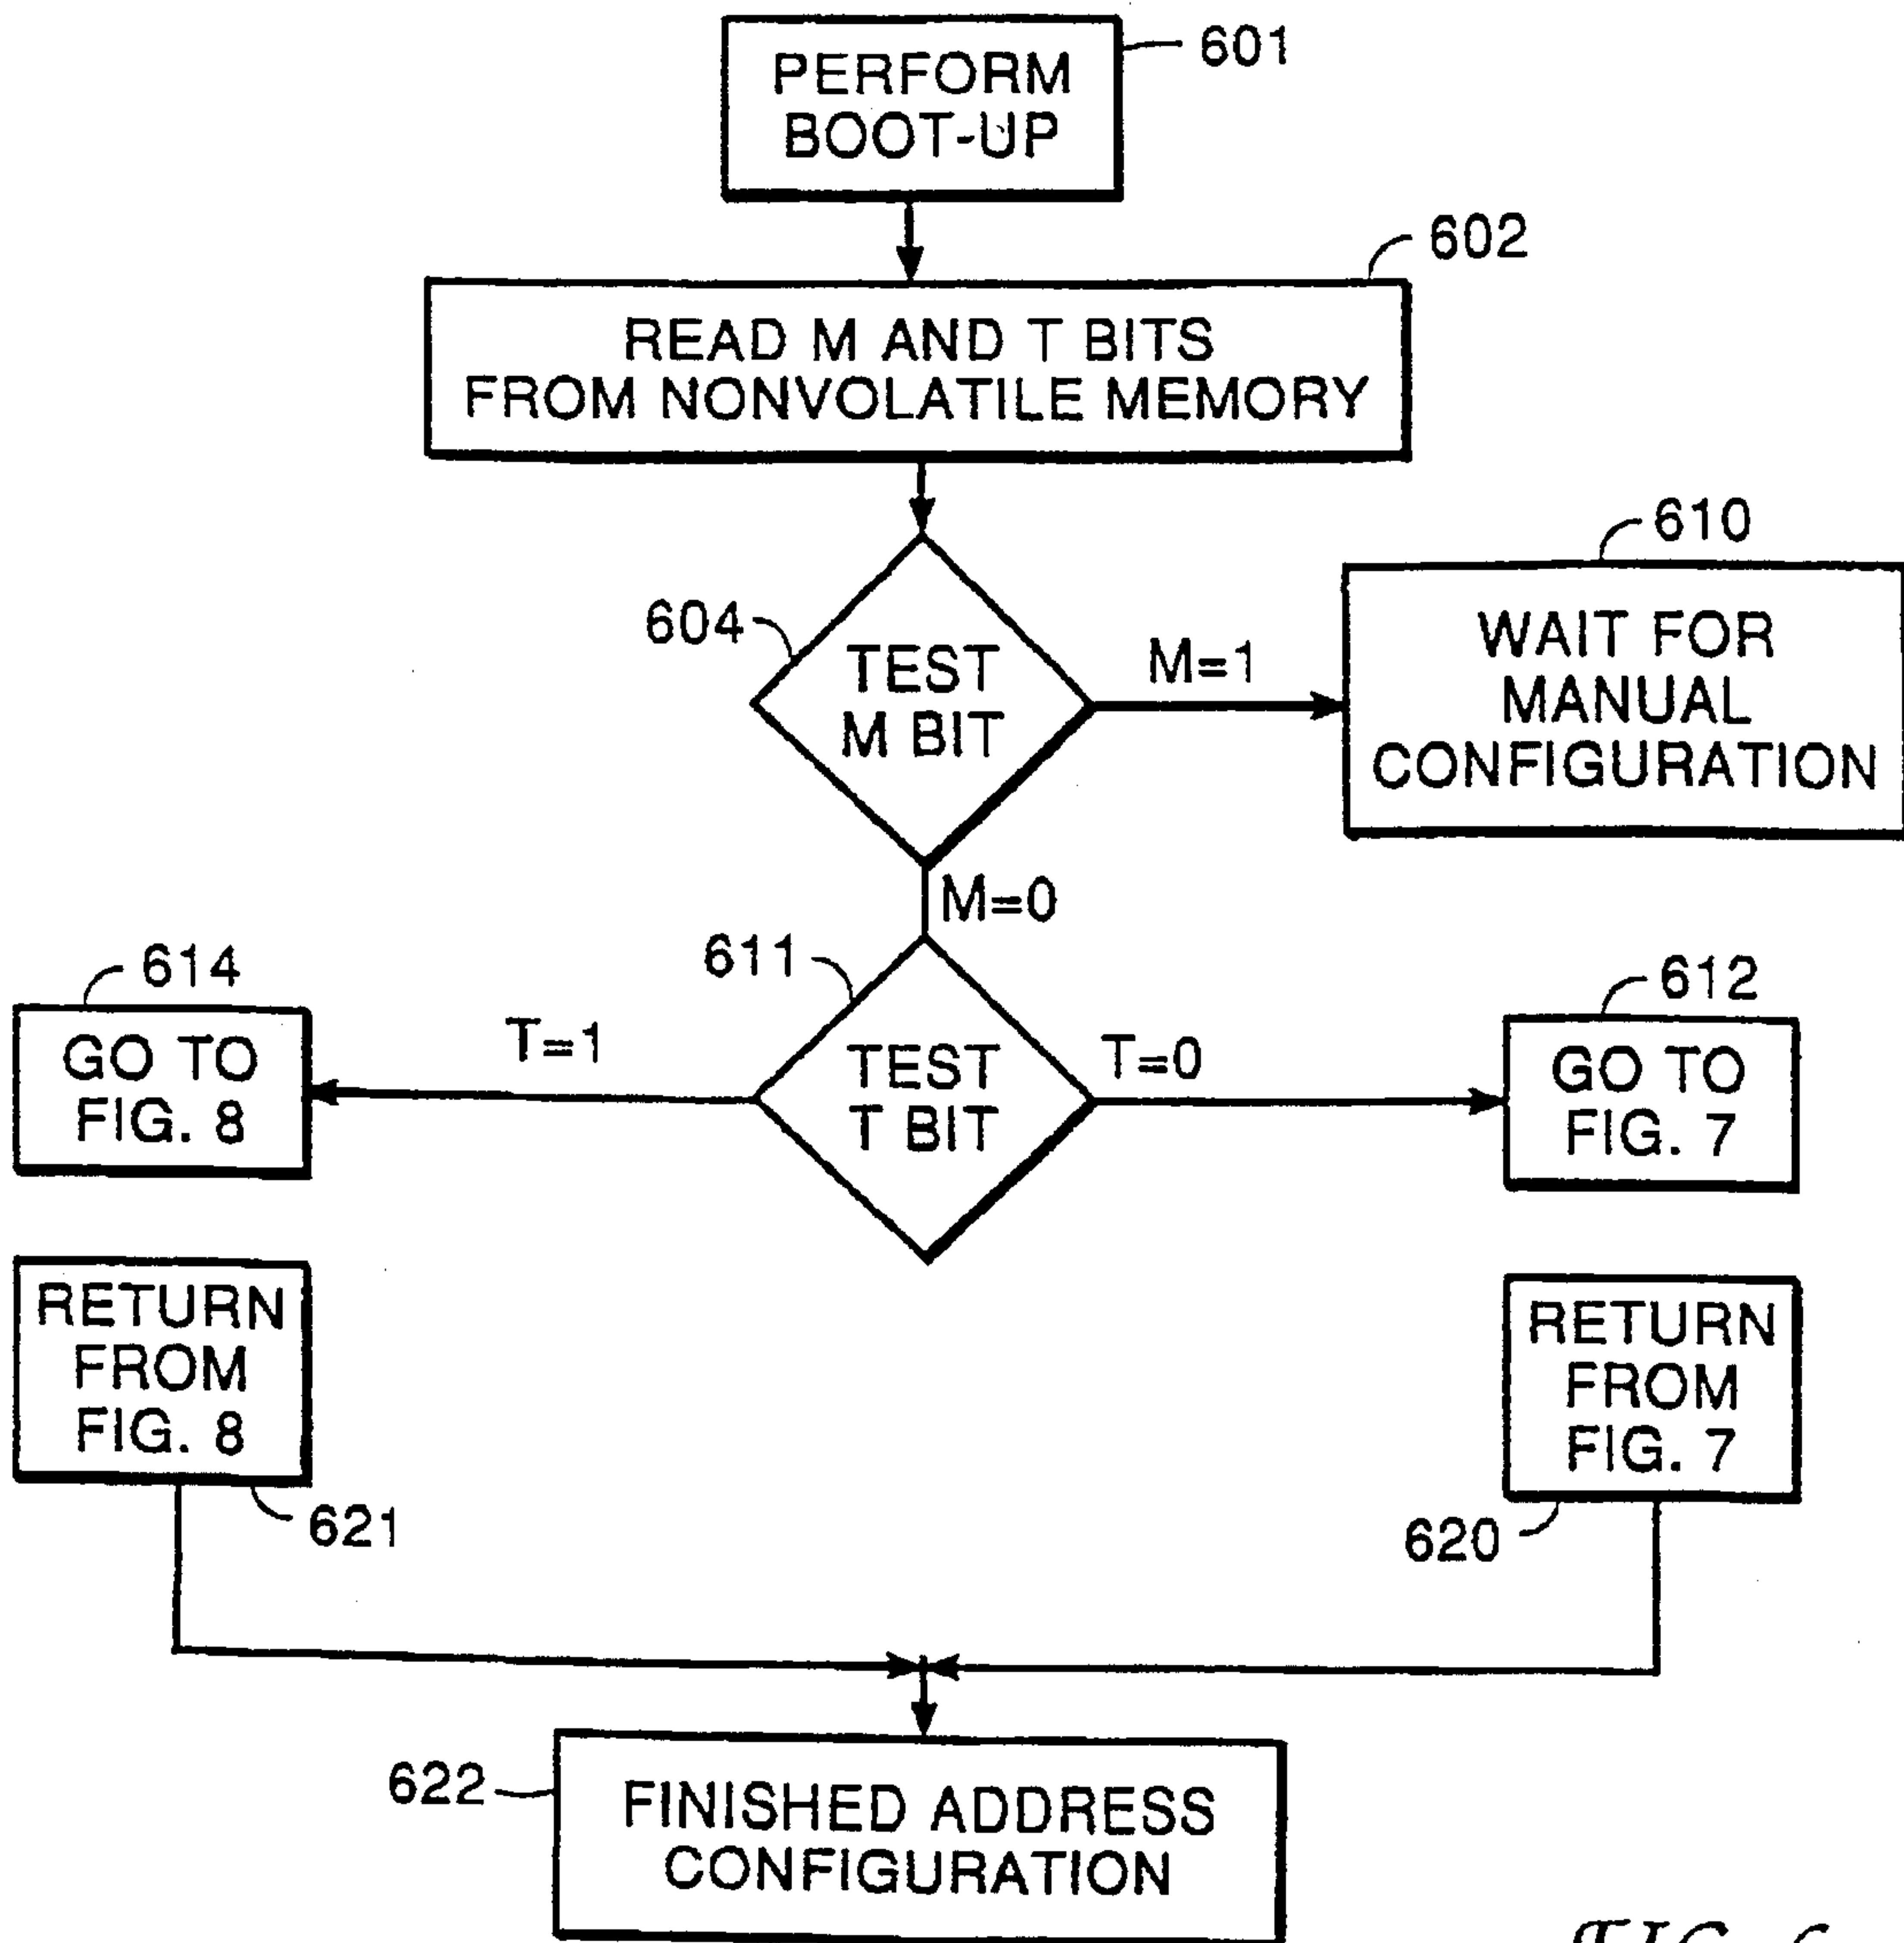 PERFORM
BOOT-UP
601
602
READ M AND T BITS
FROM NONVOLATILE MEMORY
610
604
TEST
M BIT
M=1
WAIT FOR
MANUAL
CONFIGURATION
M=0
614
611
612
GO TO
FIG. 8
T=1
TEST
T BIT
T=0
GO TO
FIG. 7
RETURN
FROM
FIG. 8
RETURN
FROM
FIG. 7
621
620
622
FINISHED ADDRESS
CONFIGURATION